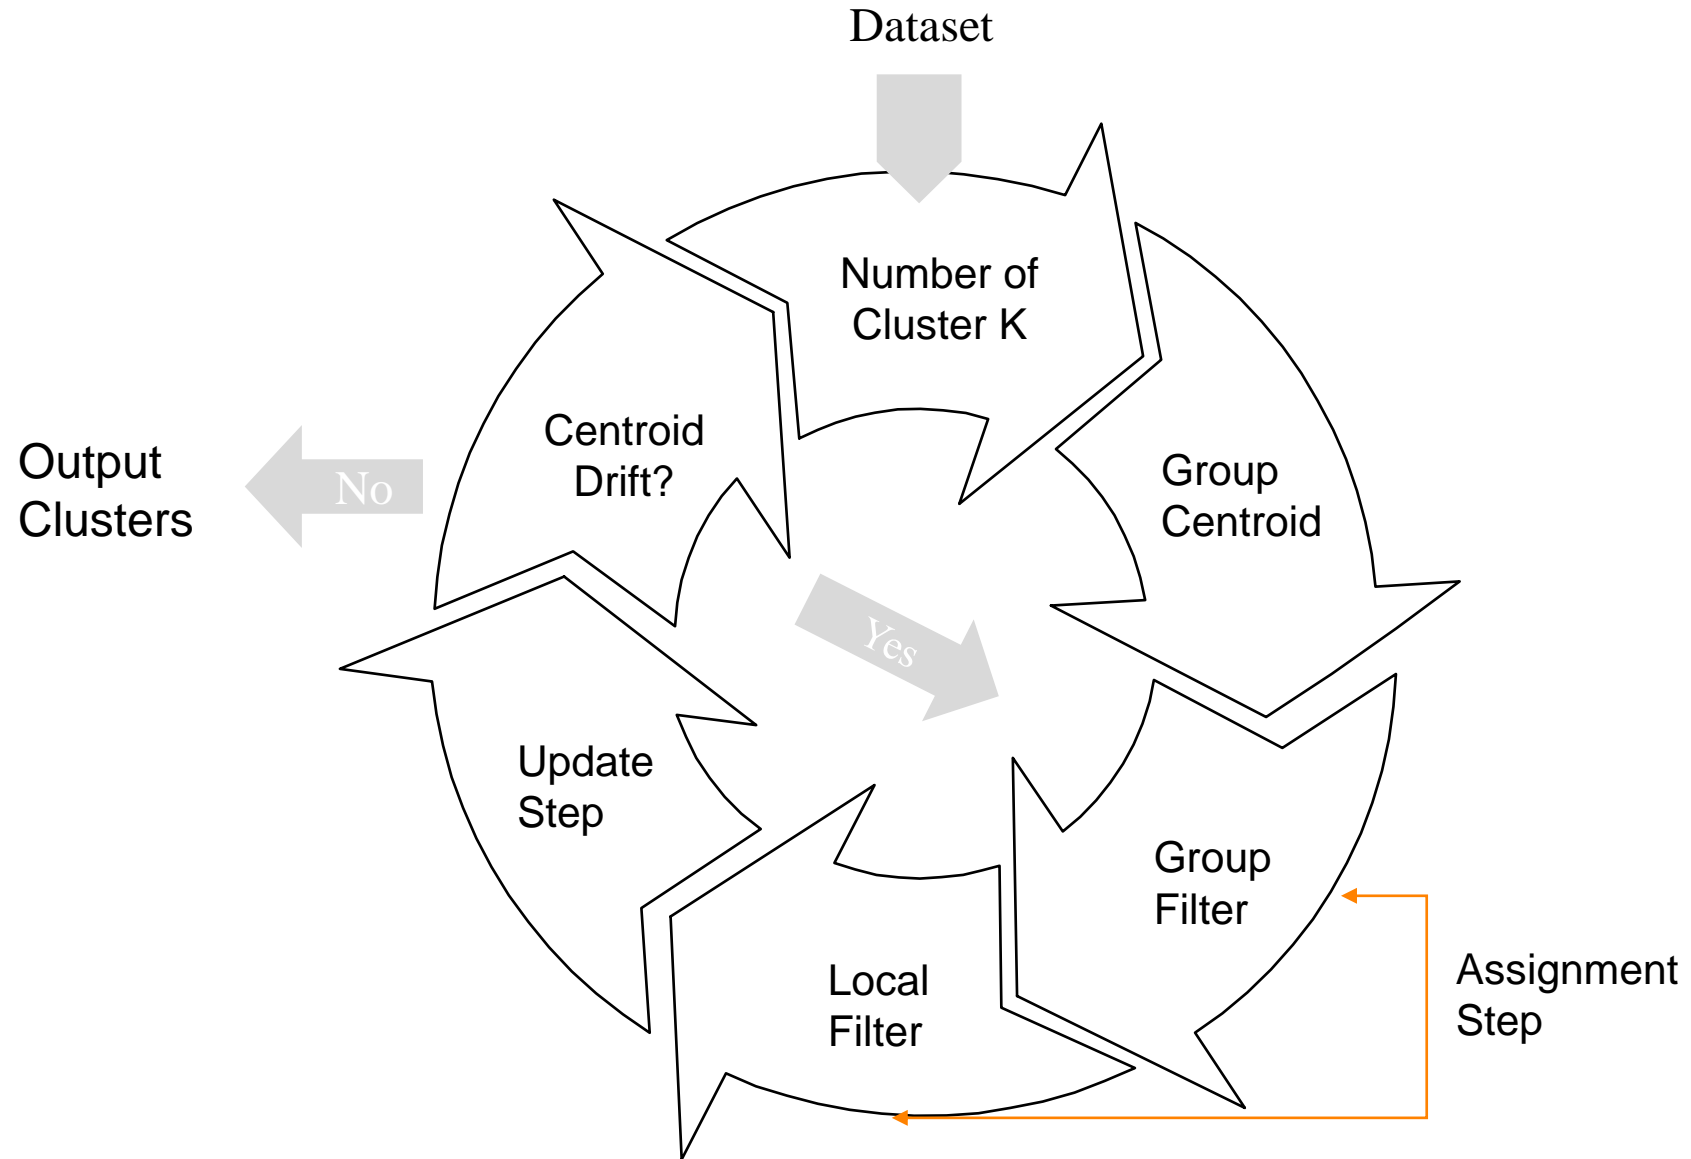 Dataset
Number of
Cluster K
Group
Centroid
Group
Filter
Assignment
Step
Local
Filter
Update
Step
Centroid
Drift?
No
Output
Clusters
Yes